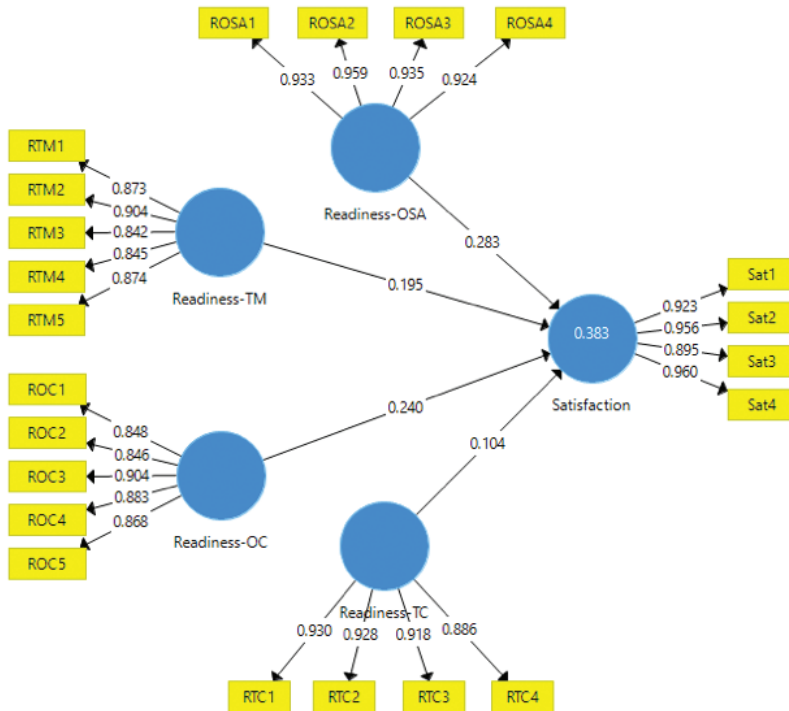 ROSA1 ROSA2 ROSA3 ROSA4
0.933 0.959 0.935 0.924
Readiness-OSA
RTM1
RTM2
RTM3
RTM4
RTM5
0.873
0.904
0.842
0.845
0.874
Readiness-TM
0.283
0.195
0.240
0.104
0.383
Satisfaction
0.923
0.956
0.895
0.960
Sat1
Sat2
Sat3
Sat4
ROC1
ROC2
ROC3
ROC4
ROC5
0.848
0.846
0.904
0.883
0.868
Readiness-OC
Readiness-TC
0.930 0.928 0.918 0.886
RTC1 RTC2 RTC3 RTC4